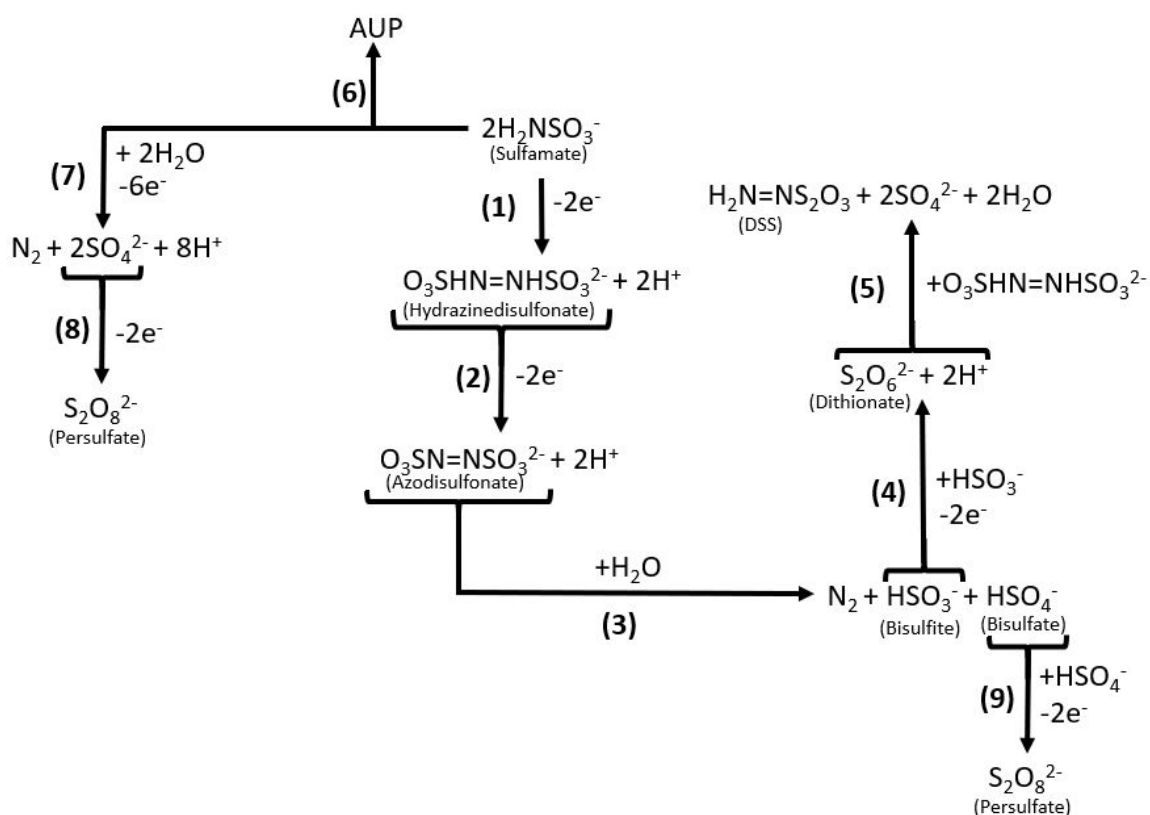 AUP
(6)
2H₂NSO₃⁻
(Sulfamate)
+ 2H₂O
-6e⁻
(7)
(1)
-2e⁻
H₂N=NS₂O₃ + 2SO₄²⁻ + 2H₂O
(DSS)
N₂ + 2SO₄²⁻ + 8H⁺
O₃SHN=NHSO₃²⁻ + 2H⁺
(Hydrazinedisulfonate)
(5)
+O₃SHN=NHSO₃²⁻
(8)
-2e⁻
(2)
-2e⁻
S₂O₆²⁻ + 2H⁺
(Dithionate)
S₂O₈²⁻
(Persulfate)
O₃SN=NSO₃²⁻ + 2H⁺
(Azodisulfonate)
(4)
+HSO₃⁻
-2e⁻
+H₂O
(3)
N₂ + HSO₃⁻ + HSO₄⁻
(Bisulfite)
(Bisulfate)
(9)
+HSO₄⁻
-2e⁻
S₂O₈²⁻
(Persulfate)